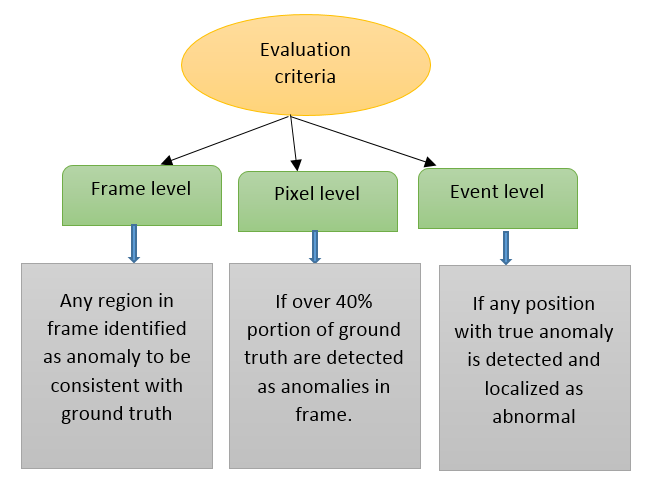 Evaluation
criteria
Frame level
Pixel level
Event level
Any region in
frame identified
as anomaly to be
consistent with
ground truth
If over 40%
portion of ground
truth are detected
as anomalies in
frame.
If any position
with true anomaly
is detected and
localized as
abnormal